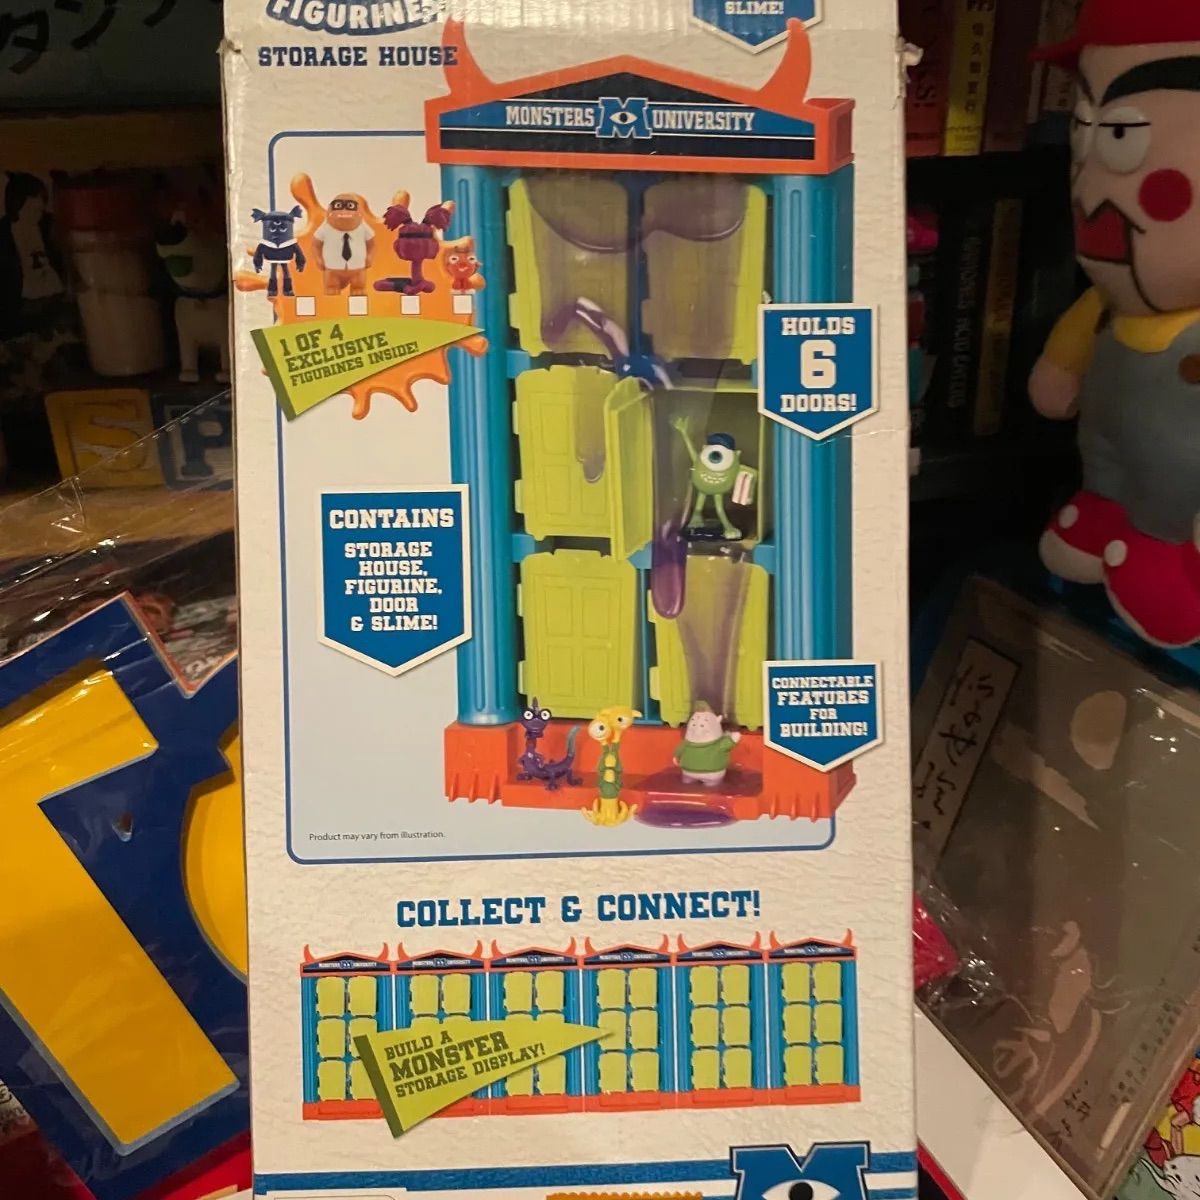 FIGURINE
STORAGE HOUSE
SLIME!
MONSTERS UNIVERSITY
1 OF 4
EXCLUSIVE
FIGURINES INSIDE!
HOLDS
6
DOORS!
CONTAINS
STORAGE
HOUSE,
FIGURINE,
DOOR
& SLIME!
CONNECTABLE
FEATURES
FOR
BUILDING!
Product may vary from illustration.
COLLECT & CONNECT!
BUILD A
MONSTER
STORAGE DISPLAY!
S P